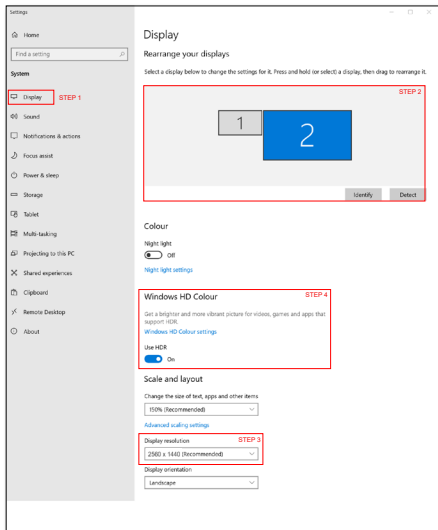 Settings
Home
Find a setting
System
Display STEP 1
Sound
Notifications & actions
Focus assist
Power & sleep
Storage
Tablet
Multi-tasking
Projecting to this PC
Shared experiences
Clipboard
Remote Desktop
About
Display
Rearrange your displays
Select a display below to change the settings for it. Press and hold (or select) a display, then drag to rearrange it.
STEP 2
1
2
Identify Detect
Colour
Night light
Off
Night light settings
Windows HD Colour STEP 4
Get a brighter and more vibrant picture for videos, games and apps that
support HDR.
Windows HD Colour settings
Use HDR
On
Scale and layout
Change the size of text, apps and other items
150% (Recommended)
Advanced scaling settings
Display resolution STEP 3
2560 x 1440 (Recommended)
Display orientation
Landscape